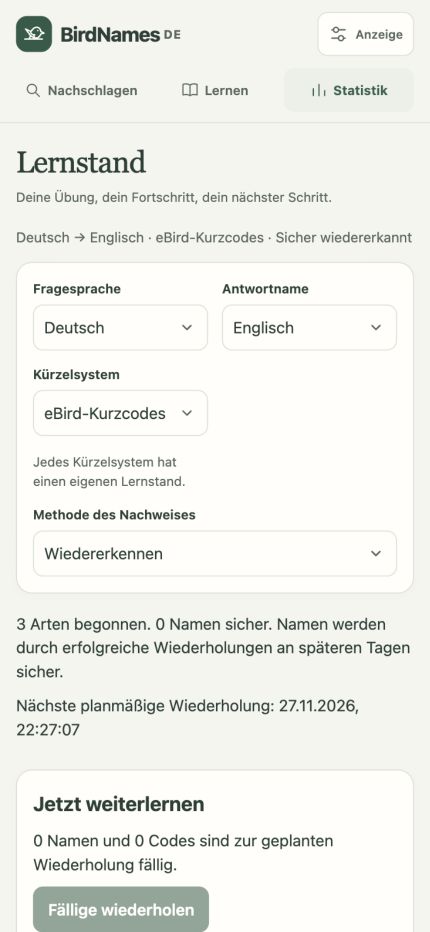 BirdNames DE
Anzeige
Nachschlagen
Lernen
Statistik
Lernstand
Deine Übung, dein Fortschritt, dein nächster Schritt.
Deutsch → Englisch · eBird-Kurzcodes · Sicher wiedererkannt
Fragesprache
Antwortname
Deutsch
Englisch
Kürzelsystem
eBird-Kurzcodes
Jedes Kürzelsystem hat
einen eigenen Lernstand.
Methode des Nachweises
Wiedererkennen
3 Arten begonnen. 0 Namen sicher. Namen werden
durch erfolgreiche Wiederholungen an späteren Tagen
sicher.
Nächste planmäßige Wiederholung: 27.11.2026,
22:27:07
Jetzt weiterlernen
0 Namen und 0 Codes sind zur geplanten
Wiederholung fällig.
Fällige wiederholen